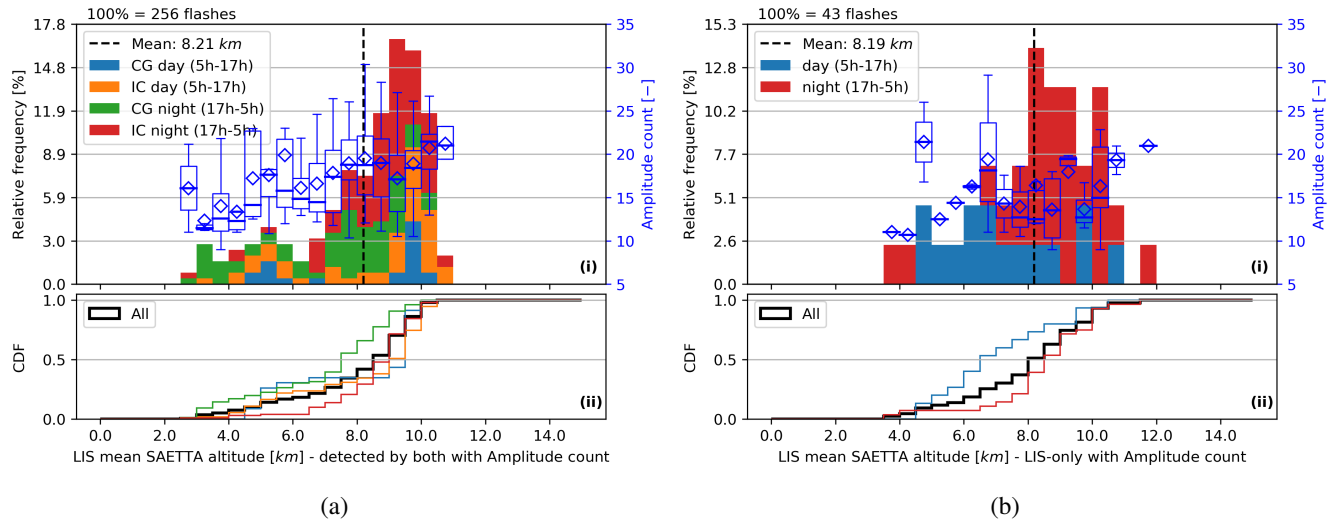 100% = 256 flashes
17.8
14.8
11.9
8.9
5.9
3.0
0.0
Relative frequency [%]
Mean: 8.21 km
CG day (5h-17h)
IC day (5h-17h)
CG night (17h-5h)
IC night (17h-5h)
35
30
25
20
15
10
5
Amplitude count [−]
(i)
1.0
0.5
0.0
CDF
All
(ii)
0.0 2.0 4.0 6.0 8.0 10.0 12.0 14.0
LIS mean SAETTA altitude [km] - detected by both with Amplitude count
(a)
100% = 43 flashes
15.3
12.8
10.2
7.7
5.1
2.6
0.0
Relative frequency [%]
Mean: 8.19 km
day (5h-17h)
night (17h-5h)
35
30
25
20
15
10
5
Amplitude count [−]
(i)
1.0
0.5
0.0
CDF
All
(ii)
0.0 2.0 4.0 6.0 8.0 10.0 12.0 14.0
LIS mean SAETTA altitude [km] - LIS-only with Amplitude count
(b)